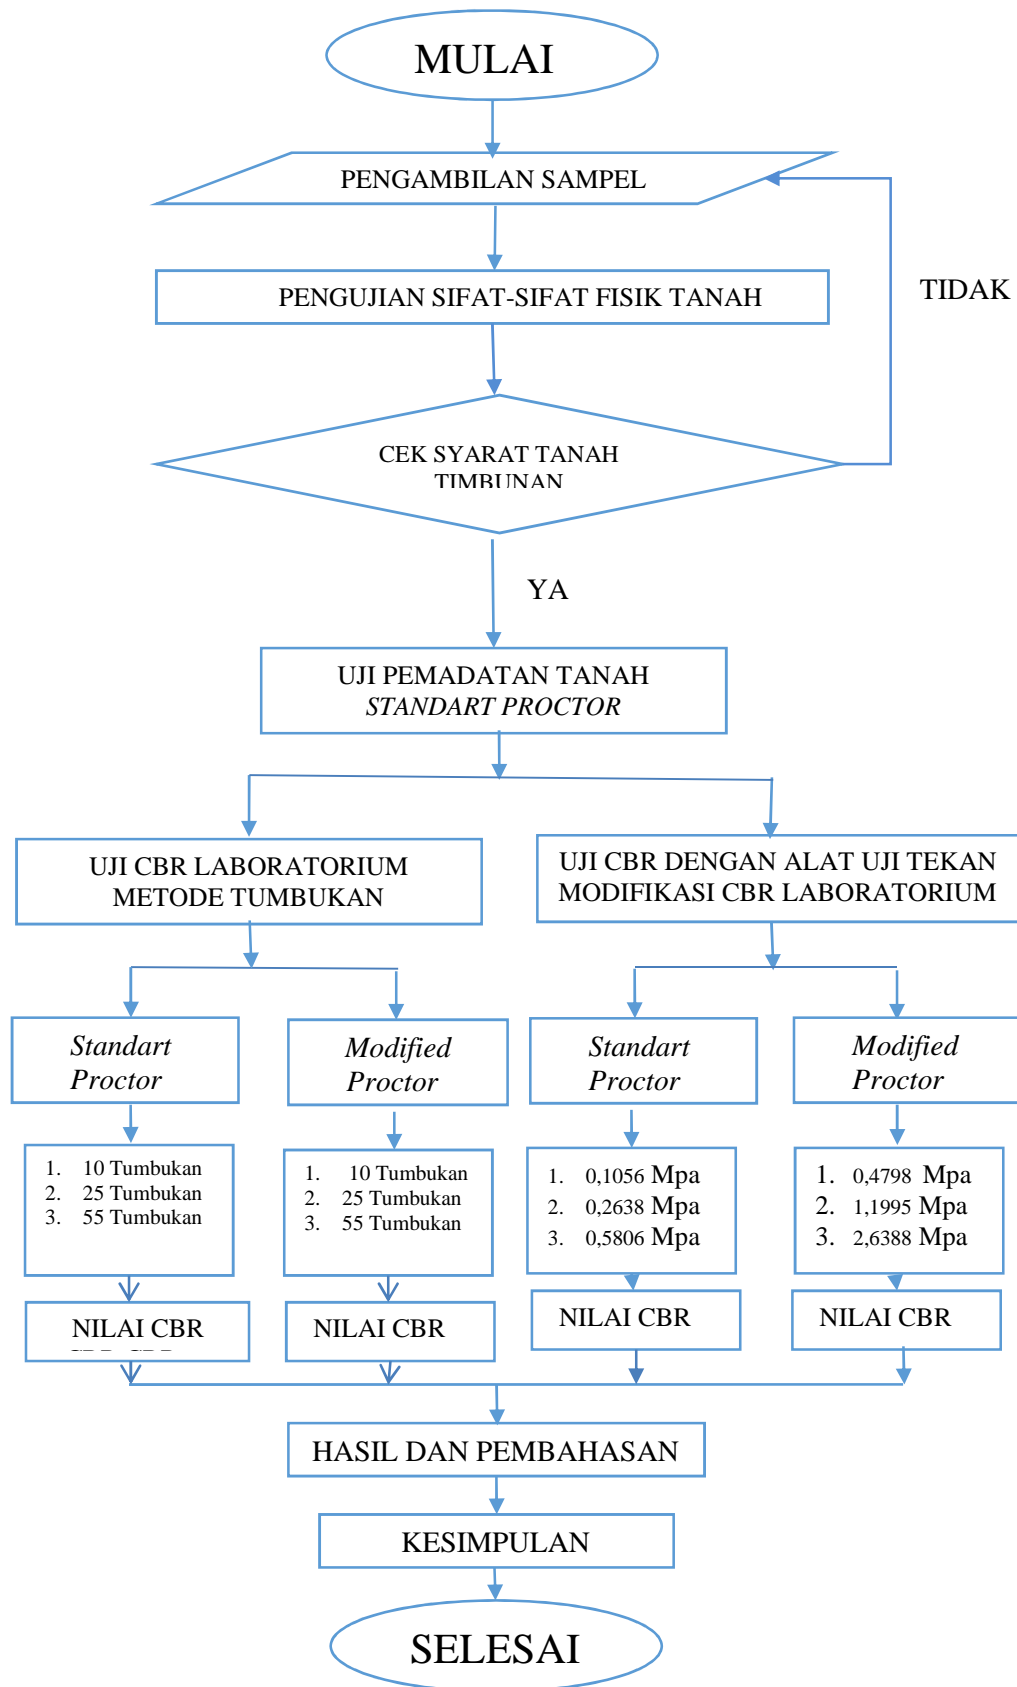 MULAI
PENGAMBILAN SAMPEL
PENGUJIAN SIFAT-SIFAT FISIK TANAH
TIDAK
CEK SYARAT TANAH
TIMBUNAN
YA
UJI PEMADATAN TANAH
STANDART PROCTOR
UJI CBR LABORATORIUM
METODE TUMBUKAN
UJI CBR DENGAN ALAT UJI TEKAN
MODIFIKASI CBR LABORATORIUM
Standart
Proctor
Modified
Proctor
Standart
Proctor
Modified
Proctor
1. 10 Tumbukan
2. 25 Tumbukan
3. 55 Tumbukan
1. 10 Tumbukan
2. 25 Tumbukan
3. 55 Tumbukan
1. 0,1056 Mpa
2. 0,2638 Mpa
3. 0,5806 Mpa
1. 0,4798 Mpa
2. 1,1995 Mpa
3. 2,6388 Mpa
NILAI CBR
NILAI CBR
NILAI CBR
NILAI CBR
HASIL DAN PEMBAHASAN
KESIMPULAN
SELESAI